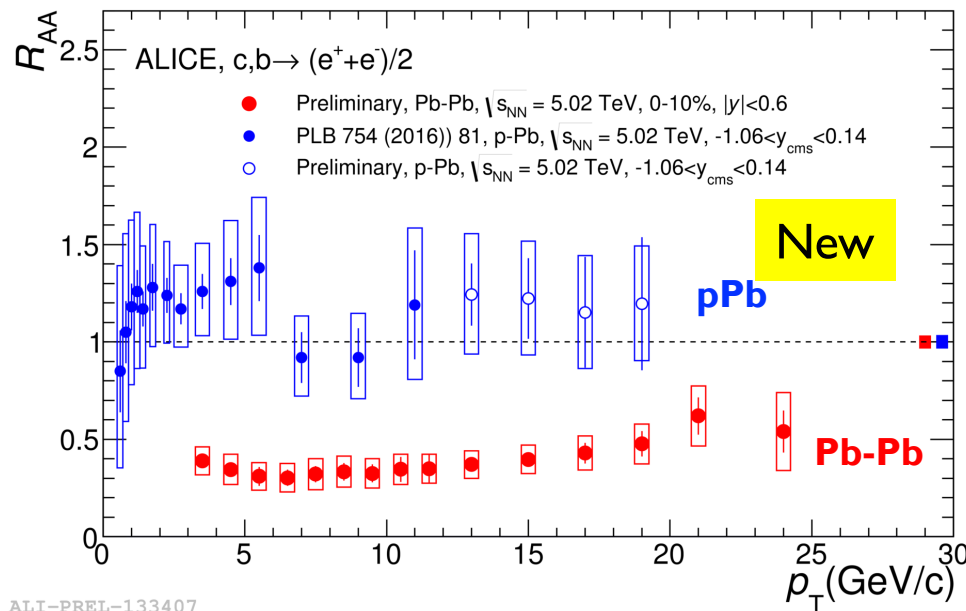 R_AA
2.5
2
1.5
1
0.5
0
ALICE, c,b→ (e⁺+e⁻)/2
Preliminary, Pb-Pb, √s_NN = 5.02 TeV, 0-10%, |y|<0.6
PLB 754 (2016)) 81, p-Pb, √s_NN = 5.02 TeV, -1.06<y_cms<0.14
Preliminary, p-Pb, √s_NN = 5.02 TeV, -1.06<y_cms<0.14
New
pPb
Pb-Pb
0 5 10 15 20 25 30
p_T(GeV/c)
ALI-PREL-133407